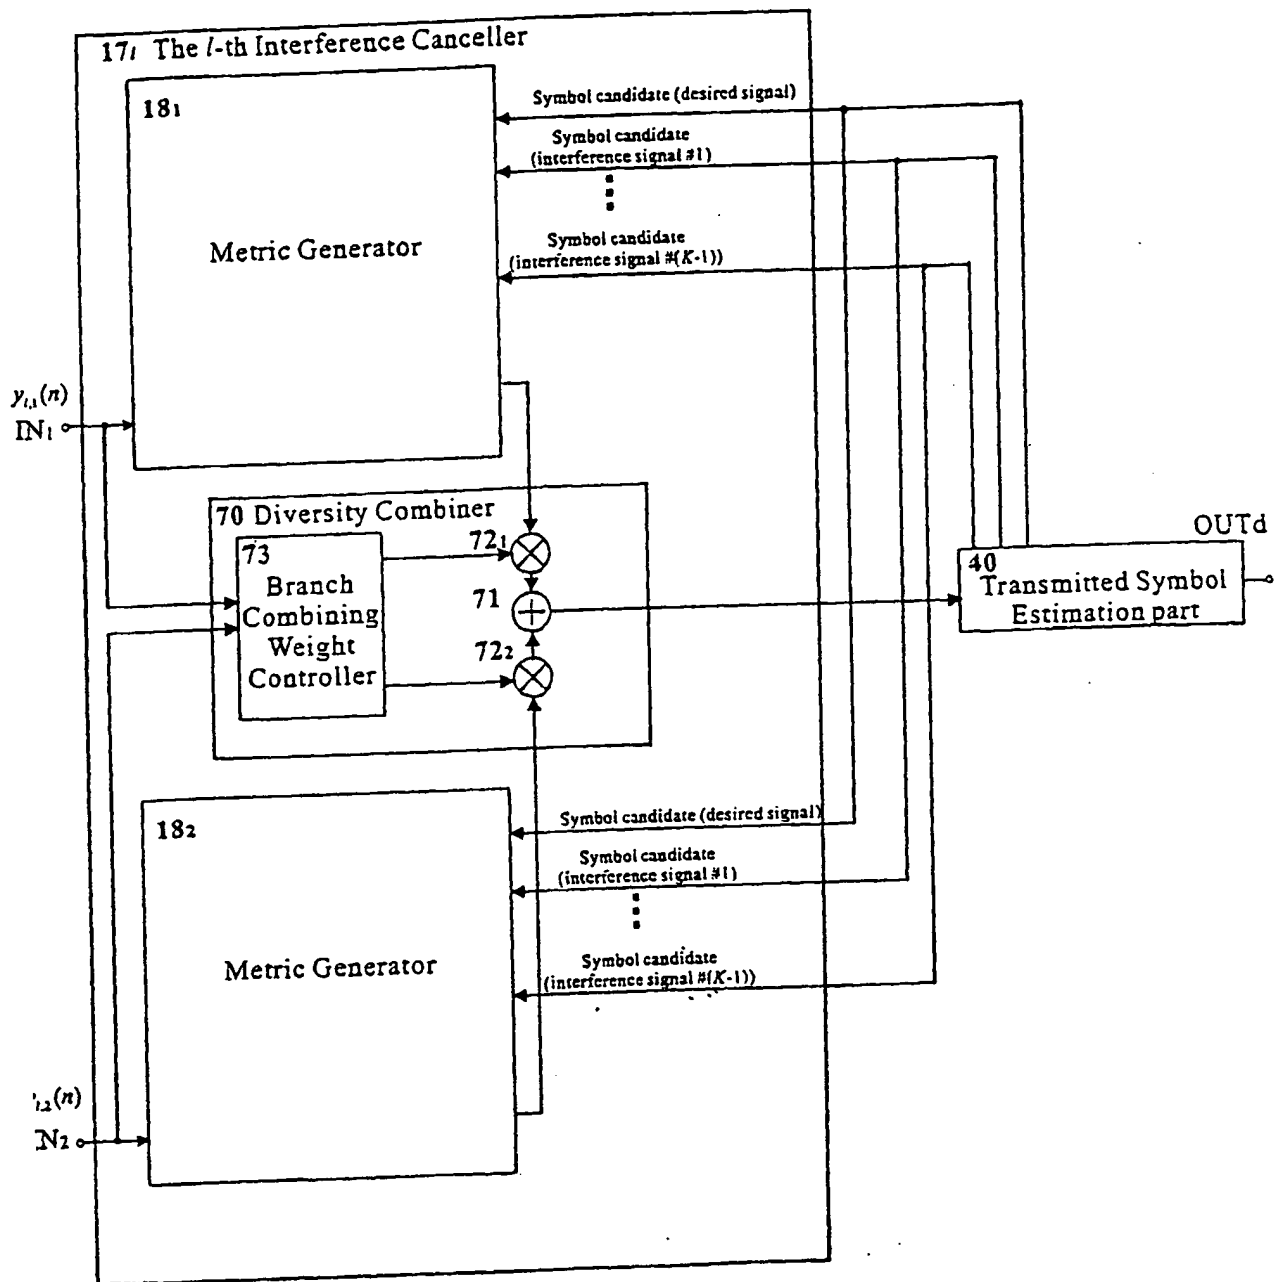 17l The l-th Interference Canceller
181
Symbol candidate (desired signal)
Symbol candidate
(interference signal #1)
Metric Generator
Symbol candidate
(interference signal #(K-1))
yl,1(n)
IN1
70 Diversity Combiner
73
Branch
Combining
Weight
Controller
721
71
722
OUTd
40
Transmitted Symbol
Estimation part
182
Symbol candidate (desired signal)
Symbol candidate
(interference signal #1)
Metric Generator
Symbol candidate
(interference signal #(K-1))
l,2(n)
N2